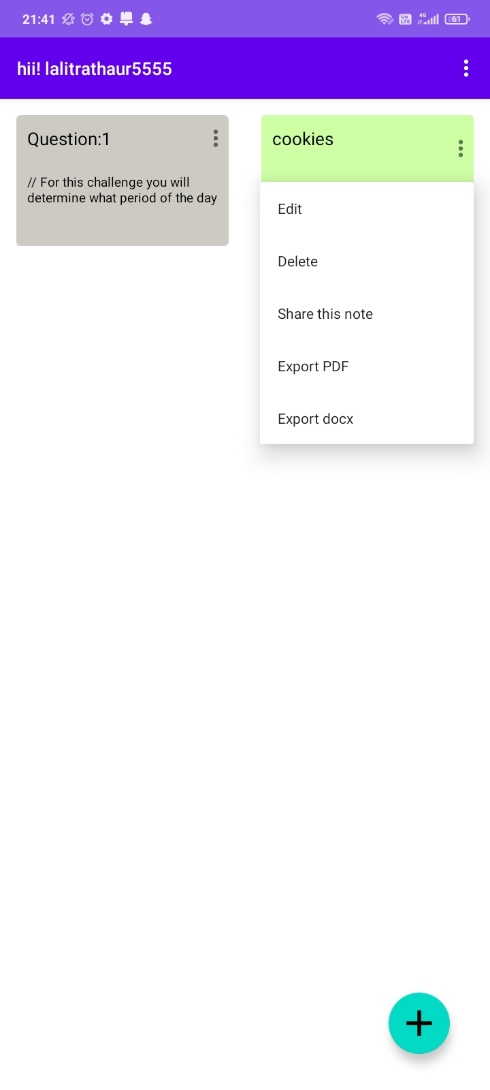 21:41
4G
61
hii! lalitrathaur5555
Question:1
// For this challenge you will
determine what period of the day
cookies
Edit
Delete
Share this note
Export PDF
Export docx